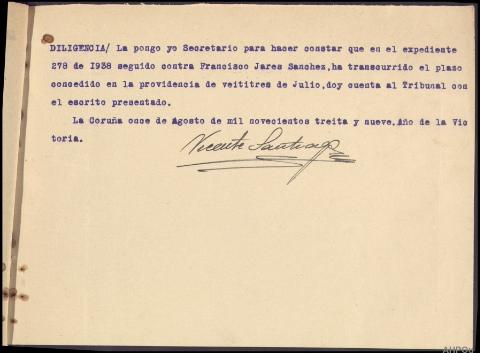 DILIGENCIA/ La pongo yo Secretario para hacer constar que en el expediente
278 de 1938 seguido contra Francisco Jares Sanchez,ha transcurrido el plazo
concedido en la providencia de veititres de Julio,doy cuenta al Tribunal con
el escrito presentado.
La Coruña once de Agosto de mil novecientos treita y nueve.Año de la Vic
toria.
Vicente Santiago